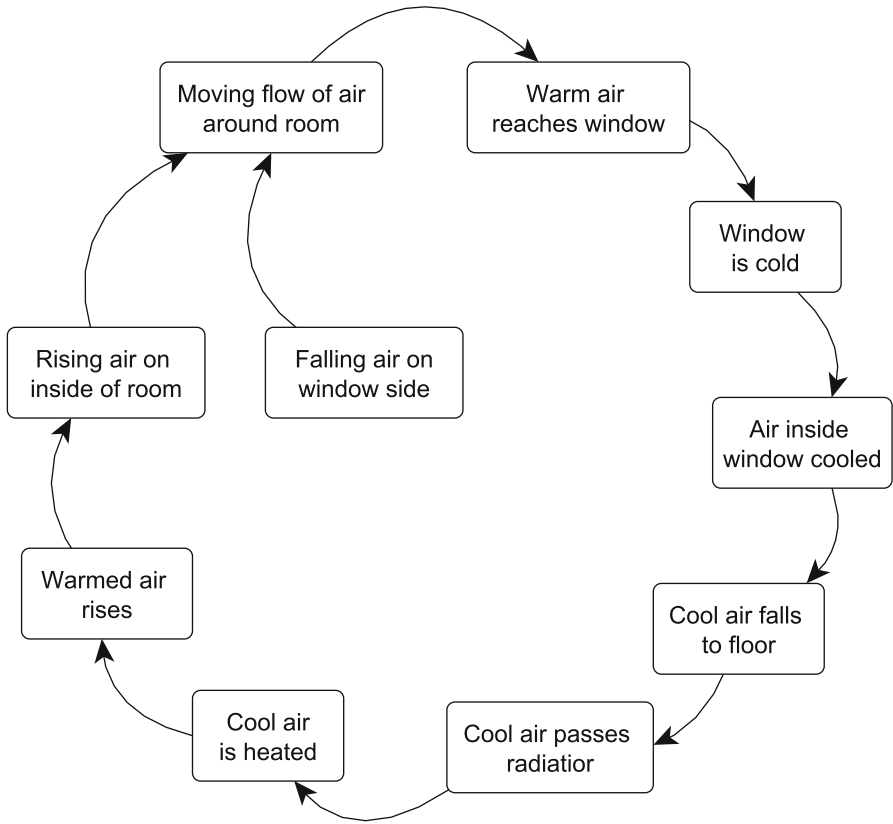 Moving flow of air
around room
Warm air
reaches window
Window
is cold
Air inside
window cooled
Cool air falls
to floor
Cool air passes
radiatior
Cool air
is heated
Warmed air
rises
Rising air on
inside of room
Falling air on
window side